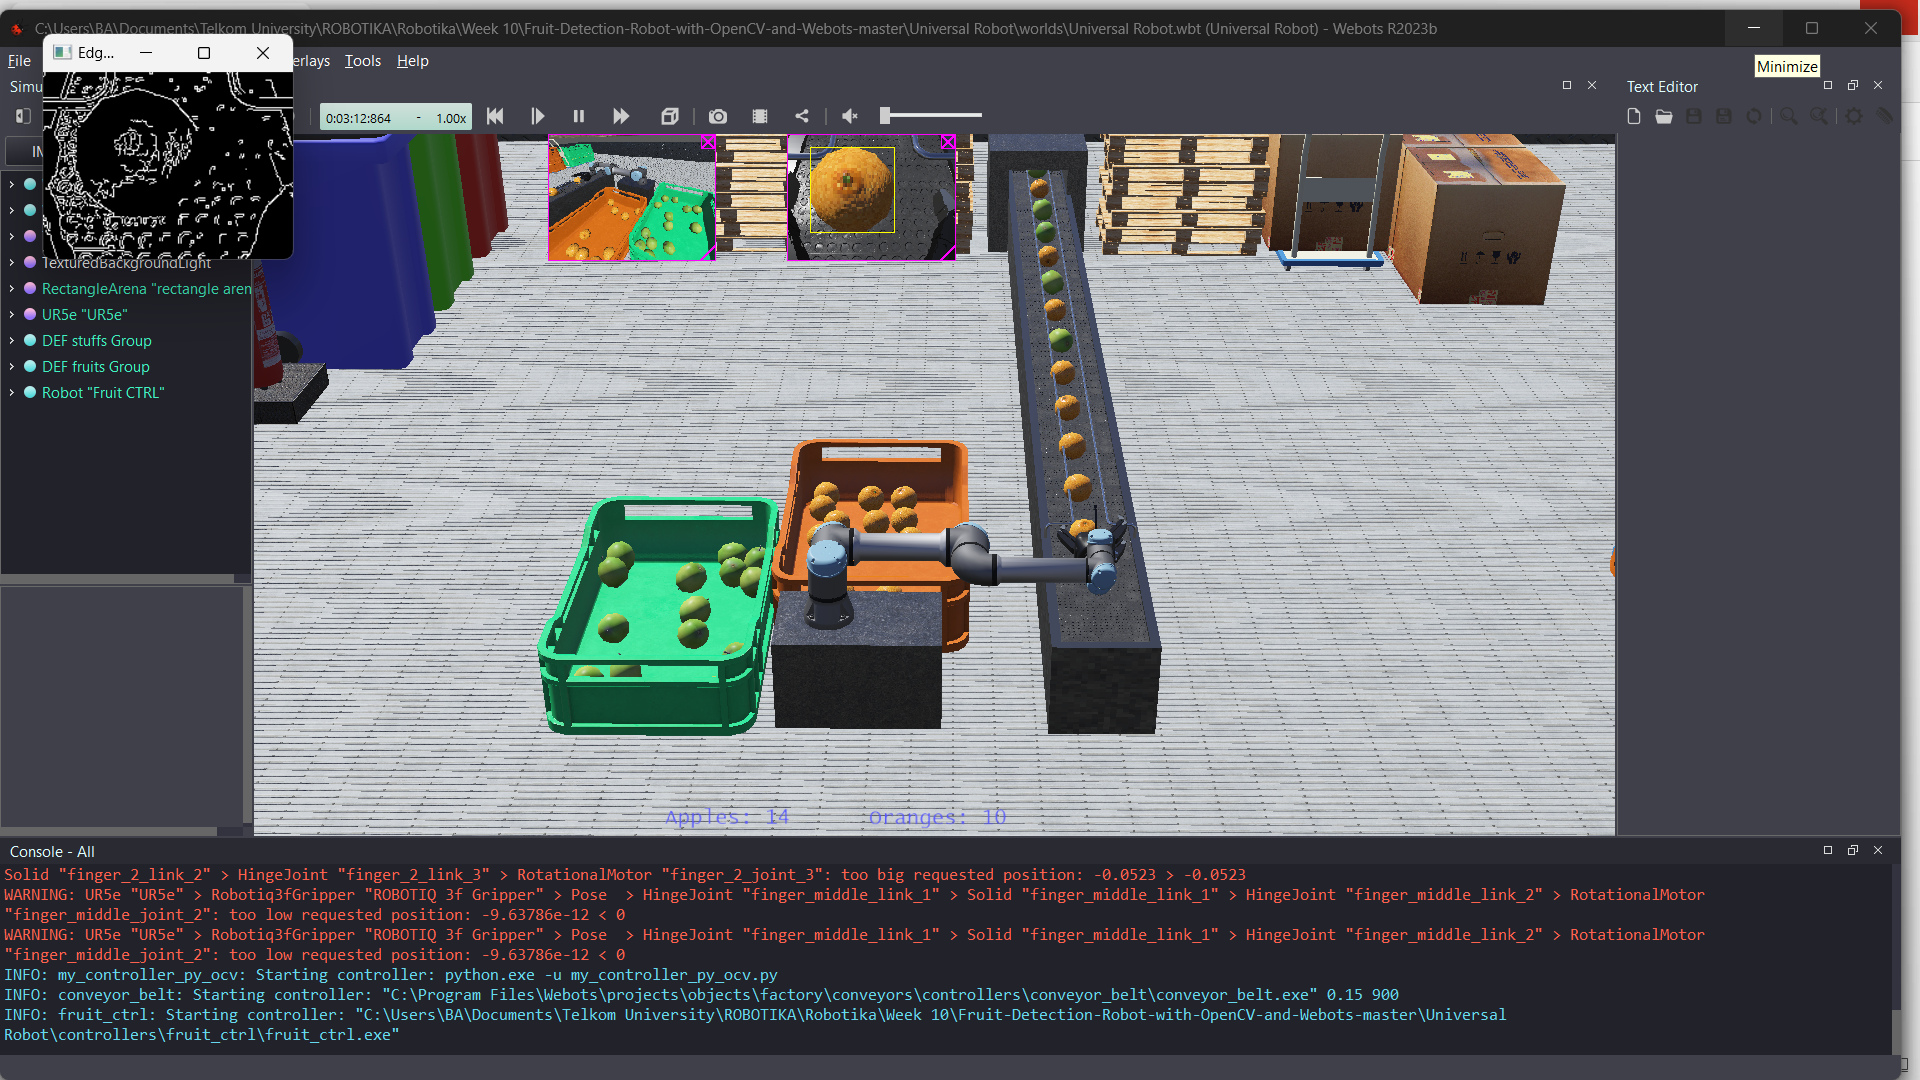 C:\Users\BA\Documents\Telkom University\ROBOTIKA\Robotika\Week 10\Fruit-Detection-Robot-with-OpenCV-and-Webots-master\Universal Robot\worlds\Universal Robot.wbt (Universal Robot) - Webots R2023b
Edg...
File
erlays Tools Help
Minimize
Simu
Text Editor
0:03:12:864 - 1.00x
IM
TexturedBackgroundLight
RectangleArena "rectangle aren
UR5e "UR5e"
DEF stuffs Group
DEF fruits Group
Robot "Fruit CTRL"
Apples: 14 Oranges: 10
Console - All
Solid "finger_2_link_2" > HingeJoint "finger_2_link_3" > RotationalMotor "finger_2_joint_3": too big requested position: -0.0523 > -0.0523
WARNING: UR5e "UR5e" > Robotiq3fGripper "ROBOTIQ 3f Gripper" > Pose > HingeJoint "finger_middle_link_1" > Solid "finger_middle_link_1" > HingeJoint "finger_middle_link_2" > RotationalMotor
"finger_middle_joint_2": too low requested position: -9.63786e-12 < 0
WARNING: UR5e "UR5e" > Robotiq3fGripper "ROBOTIQ 3f Gripper" > Pose > HingeJoint "finger_middle_link_1" > Solid "finger_middle_link_1" > HingeJoint "finger_middle_link_2" > RotationalMotor
"finger_middle_joint_2": too low requested position: -9.63786e-12 < 0
INFO: my_controller_py_ocv: Starting controller: python.exe -u my_controller_py_ocv.py
INFO: conveyor_belt: Starting controller: "C:\Program Files\Webots\projects\objects\factory\conveyors\controllers\conveyor_belt\conveyor_belt.exe" 0.15 900
INFO: fruit_ctrl: Starting controller: "C:\Users\BA\Documents\Telkom University\ROBOTIKA\Robotika\Week 10\Fruit-Detection-Robot-with-OpenCV-and-Webots-master\Universal
Robot\controllers\fruit_ctrl\fruit_ctrl.exe"